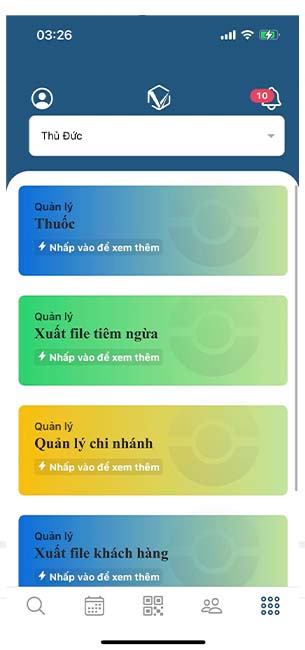 03:26
10
Thủ Đức
Quản lý
Thuốc
Nhấp vào để xem thêm
Quản lý
Xuất file tiêm ngừa
Nhấp vào để xem thêm
Quản lý
Quản lý chi nhánh
Nhấp vào để xem thêm
Quản lý
Xuất file khách hàng
Nhấp vào để xem thêm